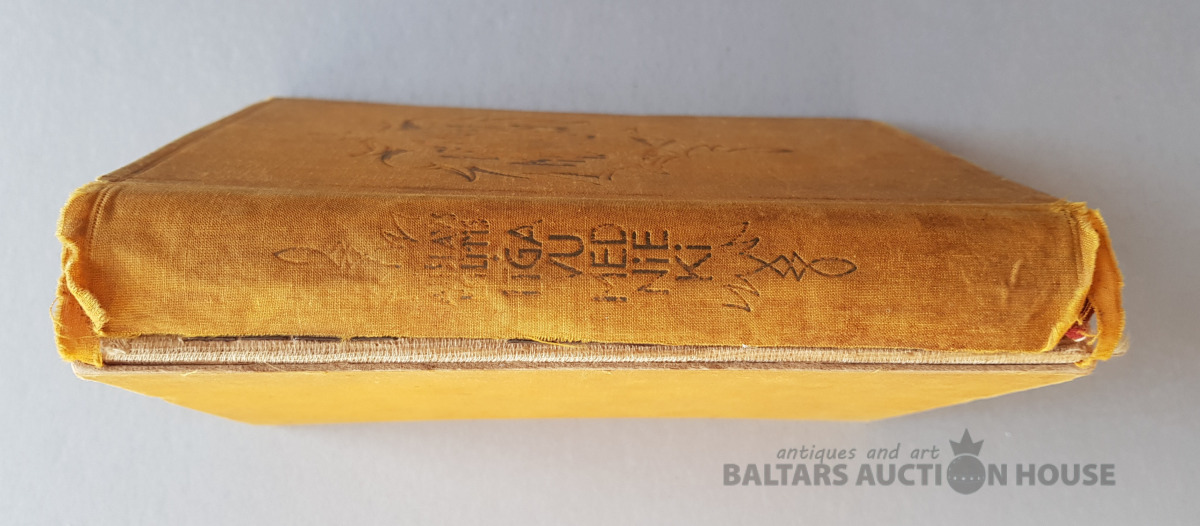 LĪGA
VU
MED
NiE
Ki
antiques and art
BALTARS AUCTION HOUSE